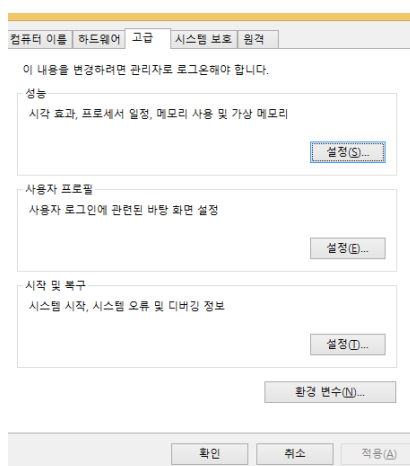 컴퓨터 이름 하드웨어 고급 시스템 보호 원격
이 내용을 변경하려면 관리자로 로그온해야 합니다.
성능
시각 효과, 프로세서 일정, 메모리 사용 및 가상 메모리
설정(S)...
사용자 프로필
사용자 로그인에 관련된 바탕 화면 설정
설정(E)...
시작 및 복구
시스템 시작, 시스템 오류 및 디버깅 정보
설정(T)...
환경 변수(N)...
확인 취소 적용(A)